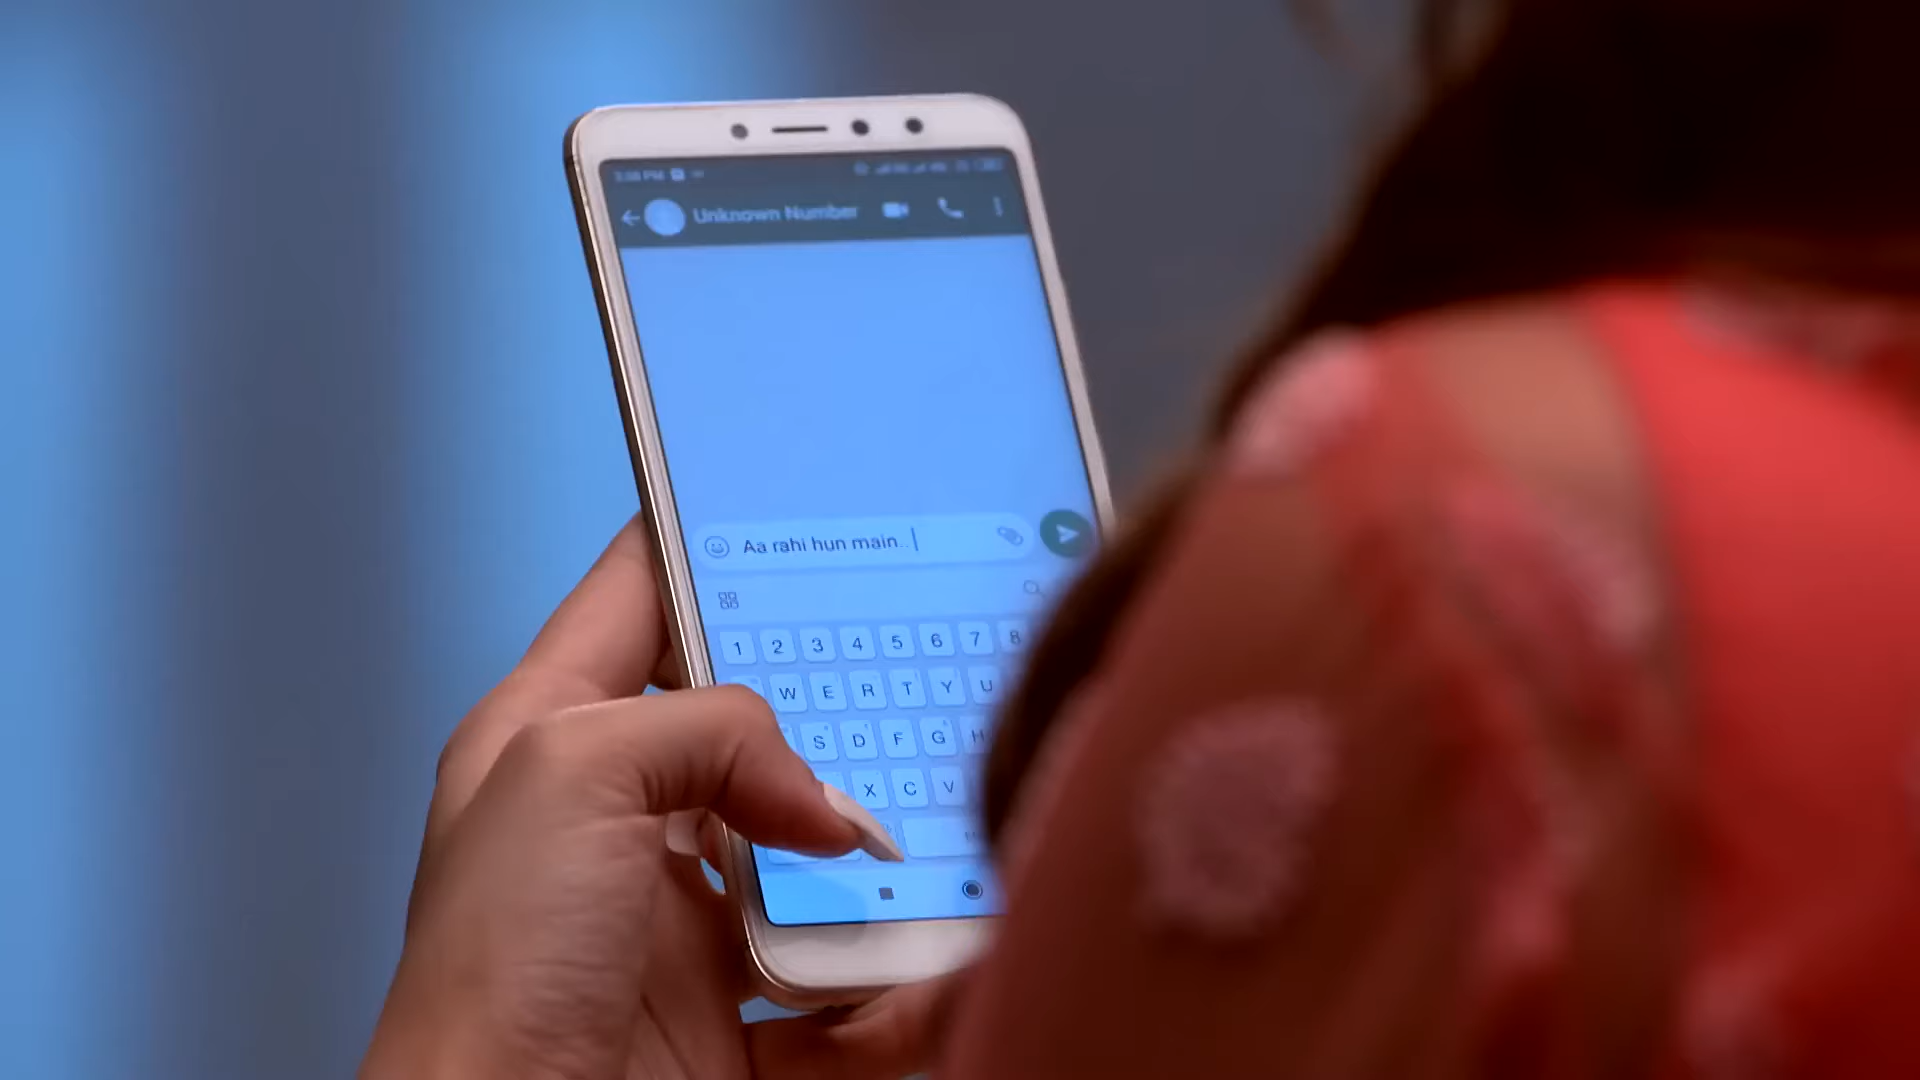 Unknown Number
Aa rahi hun main..
1 2 3 4 5 6 7 8
W E R T Y U
S D F G H
X C V